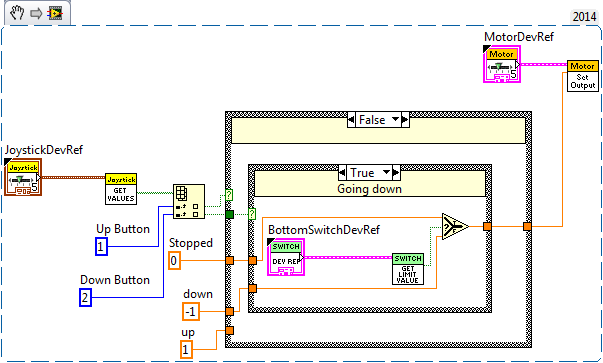 2014
MotorDevRef
Motor
5
Motor
Set
Output
False
JoystickDevRef
Joystick
5
Joystick
GET
VALUES
True
Going down
?
?
Up Button
1
Stopped
0
BottomSwitchDevRef
SWITCH
DEV REF
SWITCH
GET
LIMIT
VALUE
?
Down Button
2
down
-1
up
1